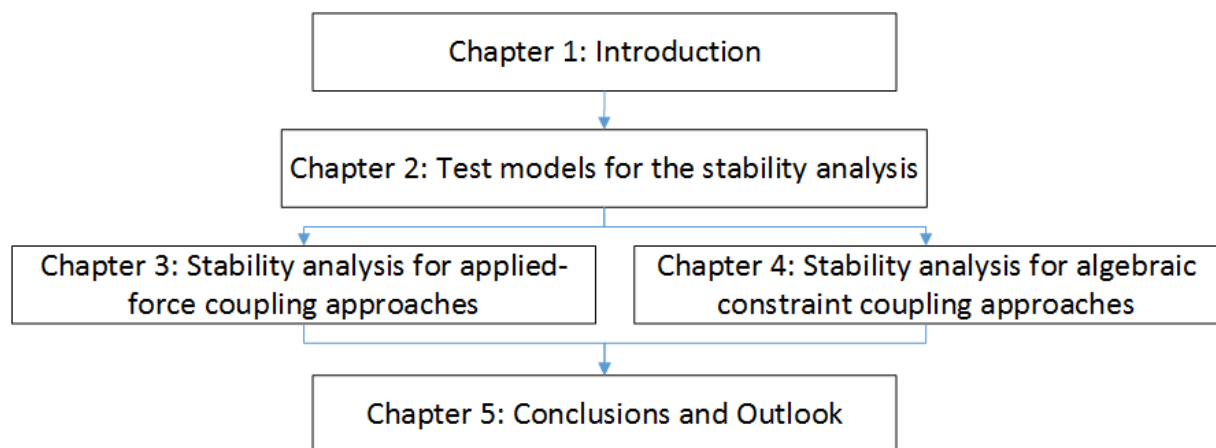 Chapter 1: Introduction
Chapter 2: Test models for the stability analysis
Chapter 3: Stability analysis for applied-
force coupling approaches
Chapter 4: Stability analysis for algebraic
constraint coupling approaches
Chapter 5: Conclusions and Outlook